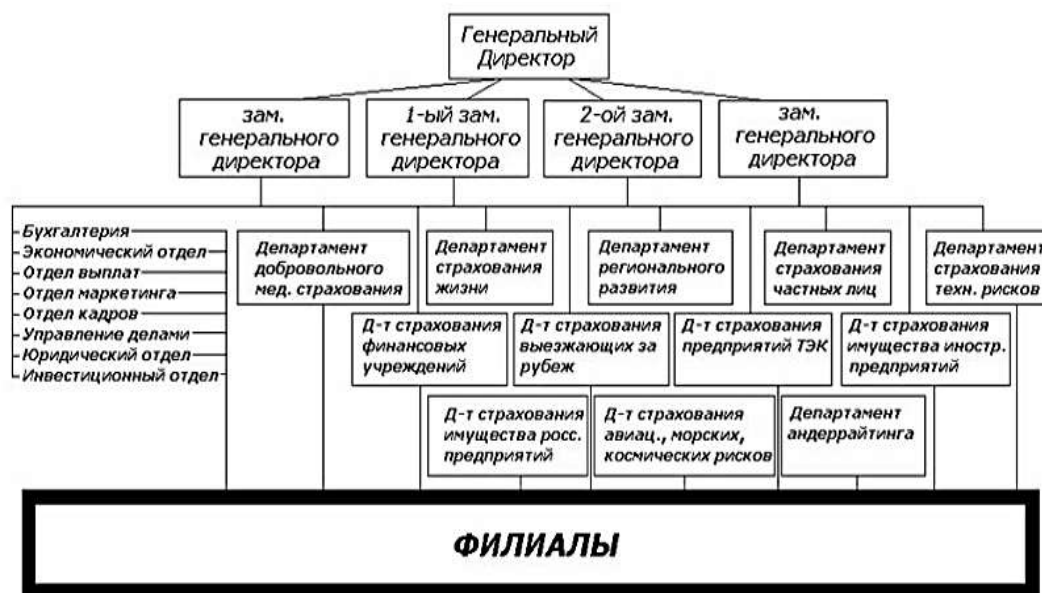 Генеральный
Директор
зам.
генерального
директора
1-ый зам.
генерального
директора
2-ой зам.
генерального
директора
зам.
генерального
директора
Бухгалтерия
Экономический отдел
Отдел выплат
Отдел маркетинга
Отдел кадров
Управление делами
Юридический отдел
Инвестиционный отдел
Департамент
добровольного
мед. страхования
Департамент
страхования
жизни
Департамент
регионального
развития
Департамент
страхования
частных лиц
Департамент
страхования
техн. рисков
Д-т страхования
финансовых
учреждений
Д-т страхования
выезжающих за
рубеж
Д-т страхования
предприятий ТЭК
Д-т страхования
имущества иностр.
предприятий
Д-т страхования
имущества росс.
предприятий
Д-т страхования
авиац., морских,
космических рисков
Департамент
андеррайтинга
ФИЛИАЛЫ